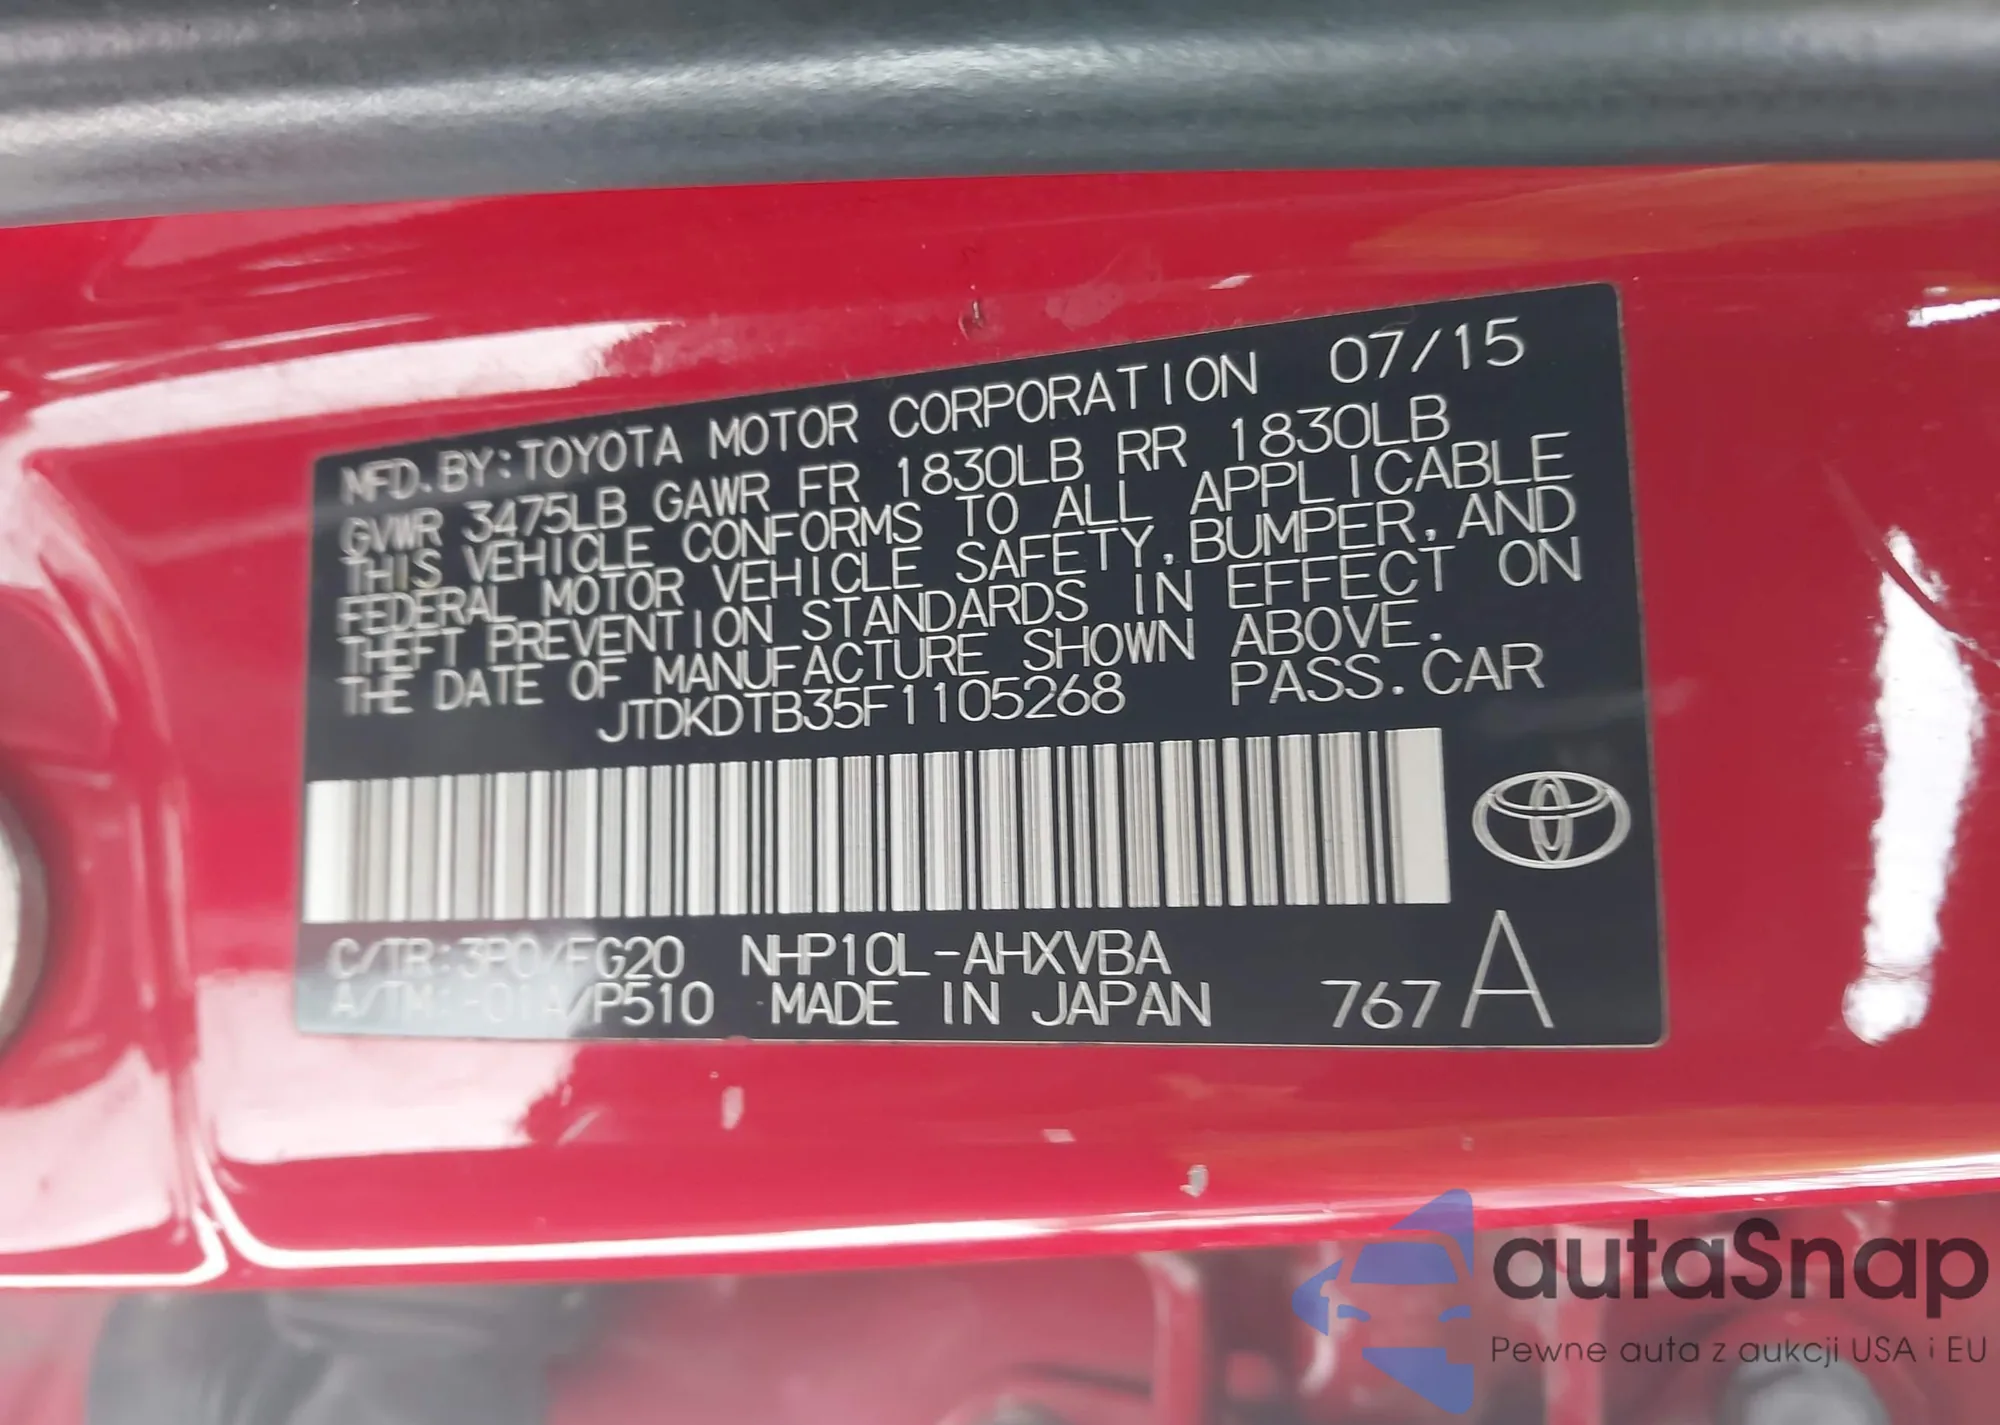 MFD.BY:TOYOTA MOTOR CORPORATION 07/15
GVWR 3475LB GAWR FR 1830LB RR 1830LB
THIS VEHICLE CONFORMS TO ALL APPLICABLE
FEDERAL MOTOR VEHICLE SAFETY,BUMPER,AND
THEFT PREVENTION STANDARDS IN EFFECT ON
THE DATE OF MANUFACTURE SHOWN ABOVE.
JTDKDTB35F1105268 PASS.CAR
C/TR:3P0/FG20 NHP10L-AHXVBA
A/TM:-01A/P510 MADE IN JAPAN 767 A
autaSnap
Pewne auta z aukcji USA i EU